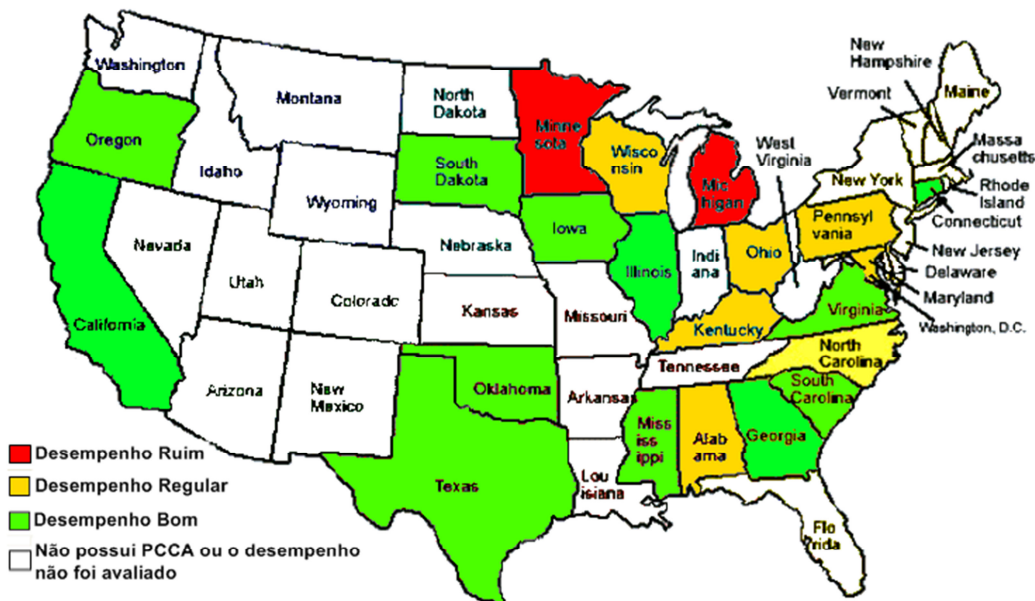 Washington
Montana
North
Dakota
Minne
sota
Oregon
Idaho
Wyoming
South
Dakota
Wisco
nsin
Mic
higan
West
Virginia
New
Hampshire
Vermont
Maine
Massa
chusetts
New York
Rhode
Island
Connecticut
Pennsyl
vania
New Jersey
Delaware
Maryland
Washington, D.C.
Nevada
Utah
Colorado
Nebraska
Iowa
Illinois
Indi
ana
Ohio
Virginia
Kentucky
California
Kansas
Missouri
North
Carolina
Tennessee
South
Carolina
Arizona
New
Mexico
Oklahoma
Arkansas
Miss
iss
ippi
Alab
ama
Georgia
Texas
Lou
isiana
Flo
rida
Desempenho Ruim
Desempenho Regular
Desempenho Bom
Não possui PCCA ou o desempenho
não foi avaliado